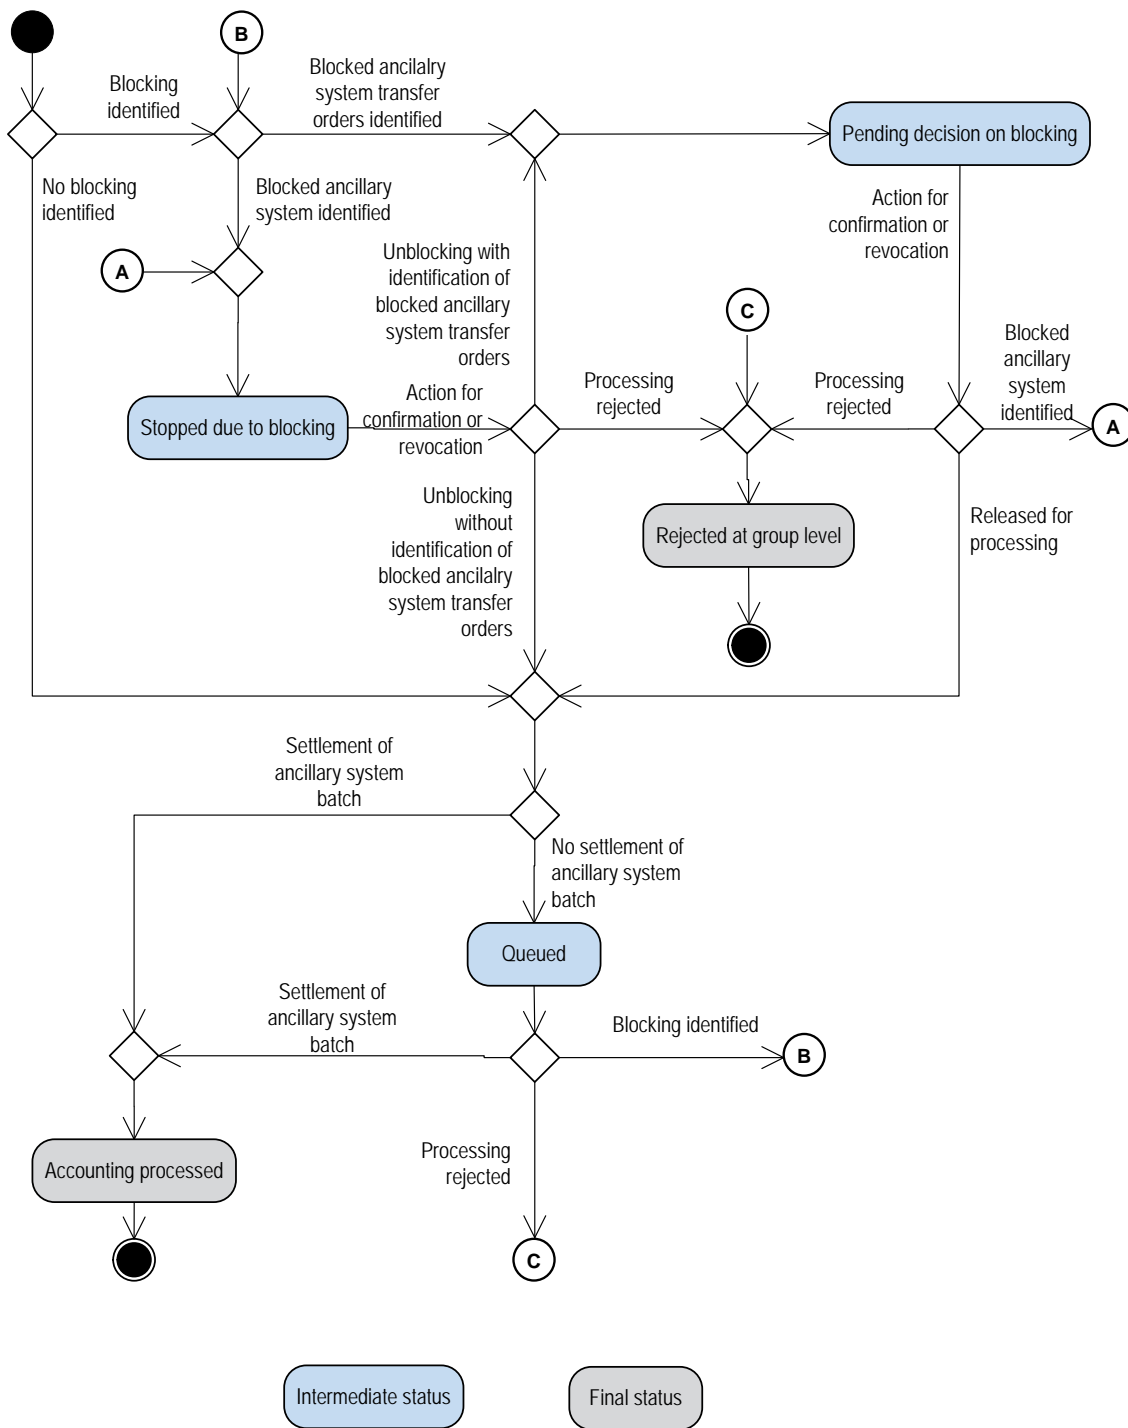 B
Blocking
identified
Blocked ancilalry
system transfer
orders identified
Pending decision on blocking
No blocking
identified
Blocked ancillary
system identified
Action for
confirmation or
revocation
A
Unblocking with
identification of
blocked ancillary
system transfer
orders
C
Blocked
ancillary
system
identified
Processing
rejected
Processing
rejected
Action for
confirmation or
revocation
Stopped due to blocking
A
Unblocking
without
identification of
blocked ancilalry
system transfer
orders
Rejected at group level
Released for
processing
Settlement of
ancillary system
batch
No settlement of
ancillary system
batch
Queued
Settlement of
ancillary system
batch
Blocking identified
B
Processing
rejected
Accounting processed
C
Intermediate status
Final status